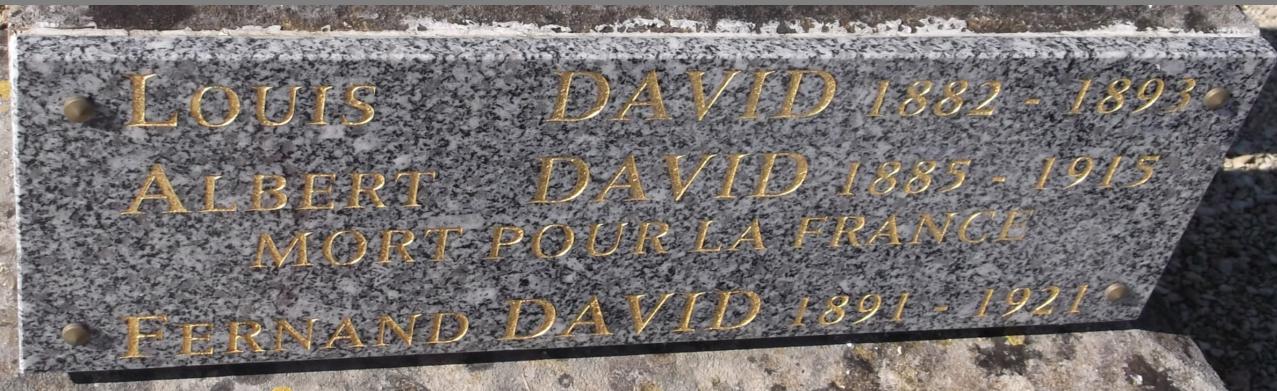 LOUIS DAVID 1882 - 1893
ALBERT DAVID 1885 - 1915
MORT POUR LA FRANCE
FERNAND DAVID 1891 - 1921